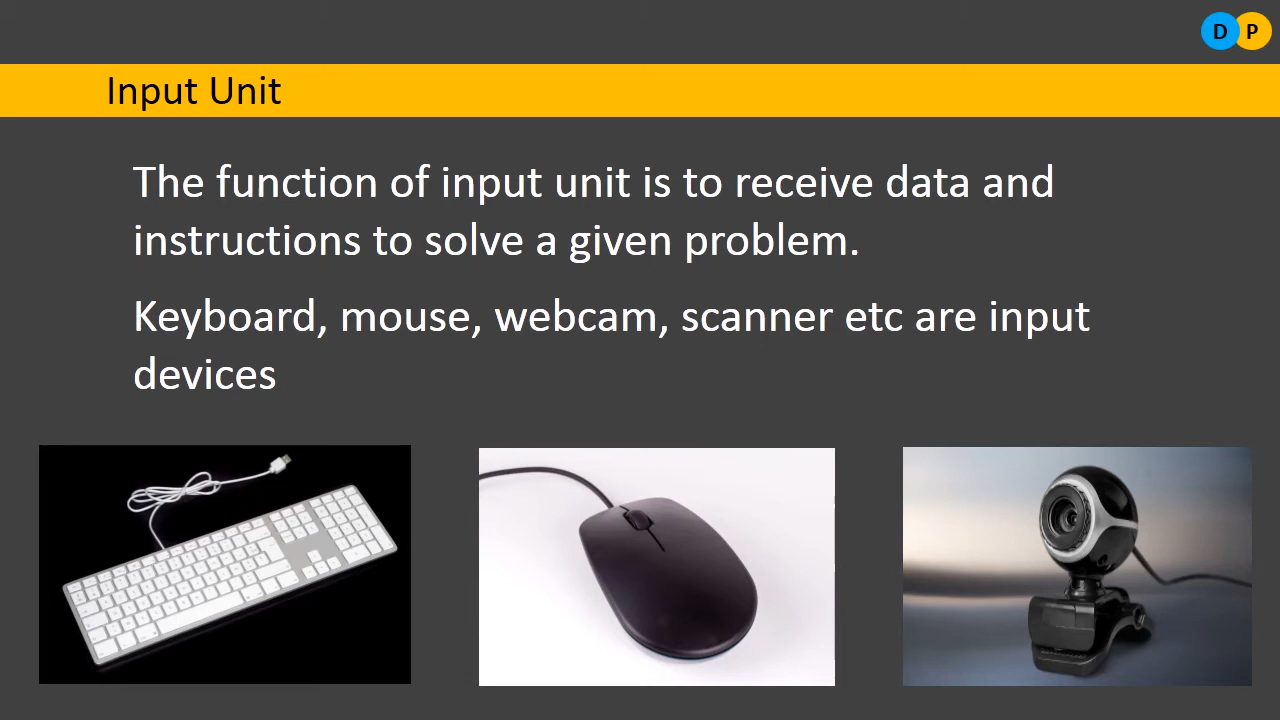 D P
Input Unit
The function of input unit is to receive data and
instructions to solve a given problem.
Keyboard, mouse, webcam, scanner etc are input
devices